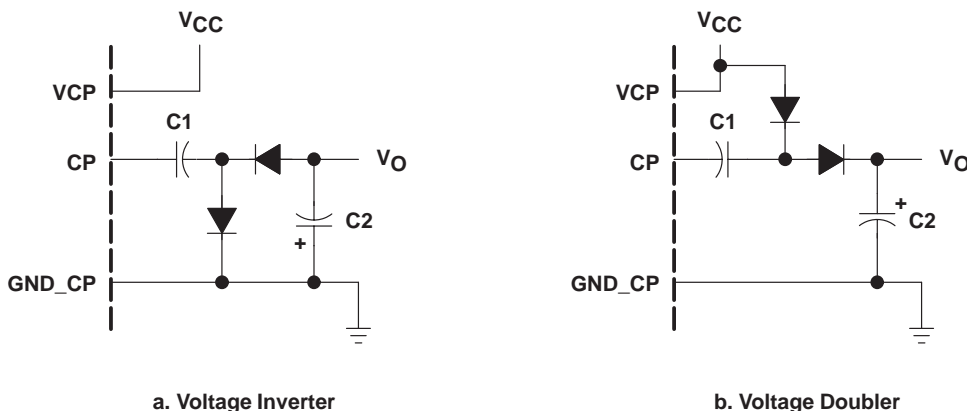 VCC
VCP
C1
CP
VO
C2
+
GND_CP
a. Voltage Inverter
VCC
VCP
C1
CP
VO
+
C2
GND_CP
b. Voltage Doubler